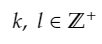 k, l ∈ ℤ⁺